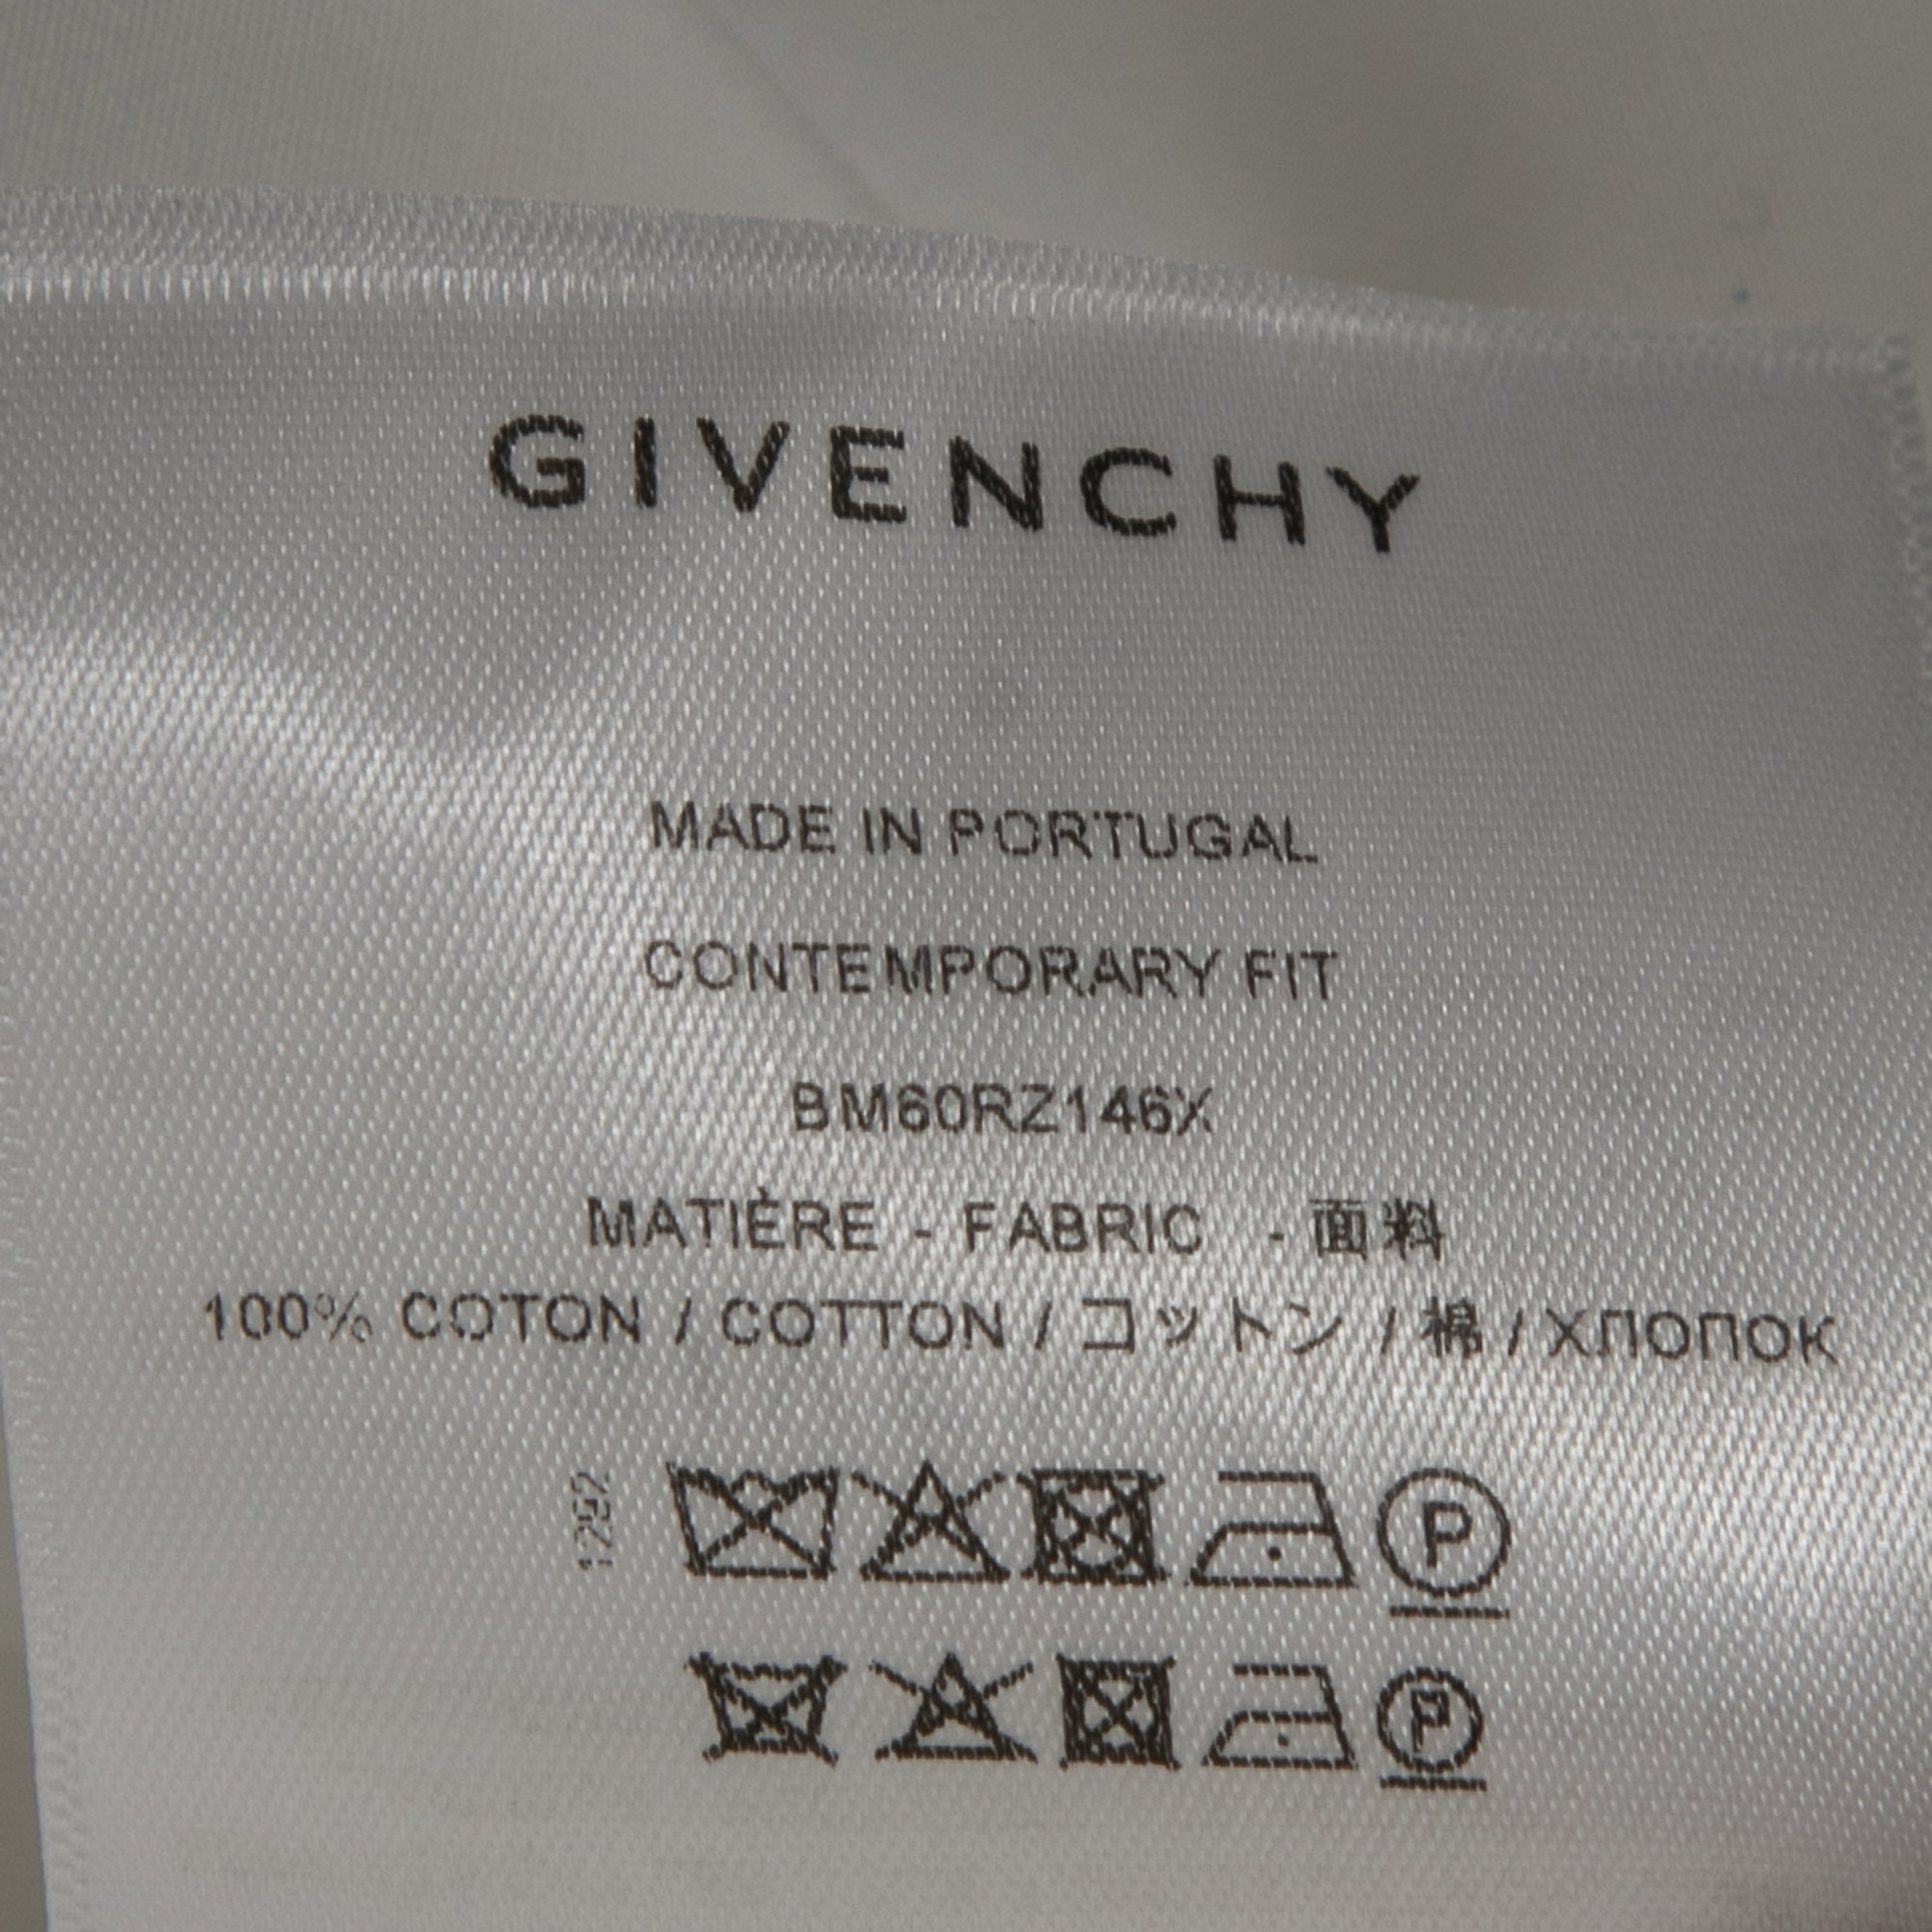 GIVENCHY
MADE IN PORTUGAL
CONTEMPORARY FIT
BM60RZ146X
MATIÈRE - FABRIC - 面料
100% COTON / COTTON / コットン / 棉 / ХЛОПОК
P
P